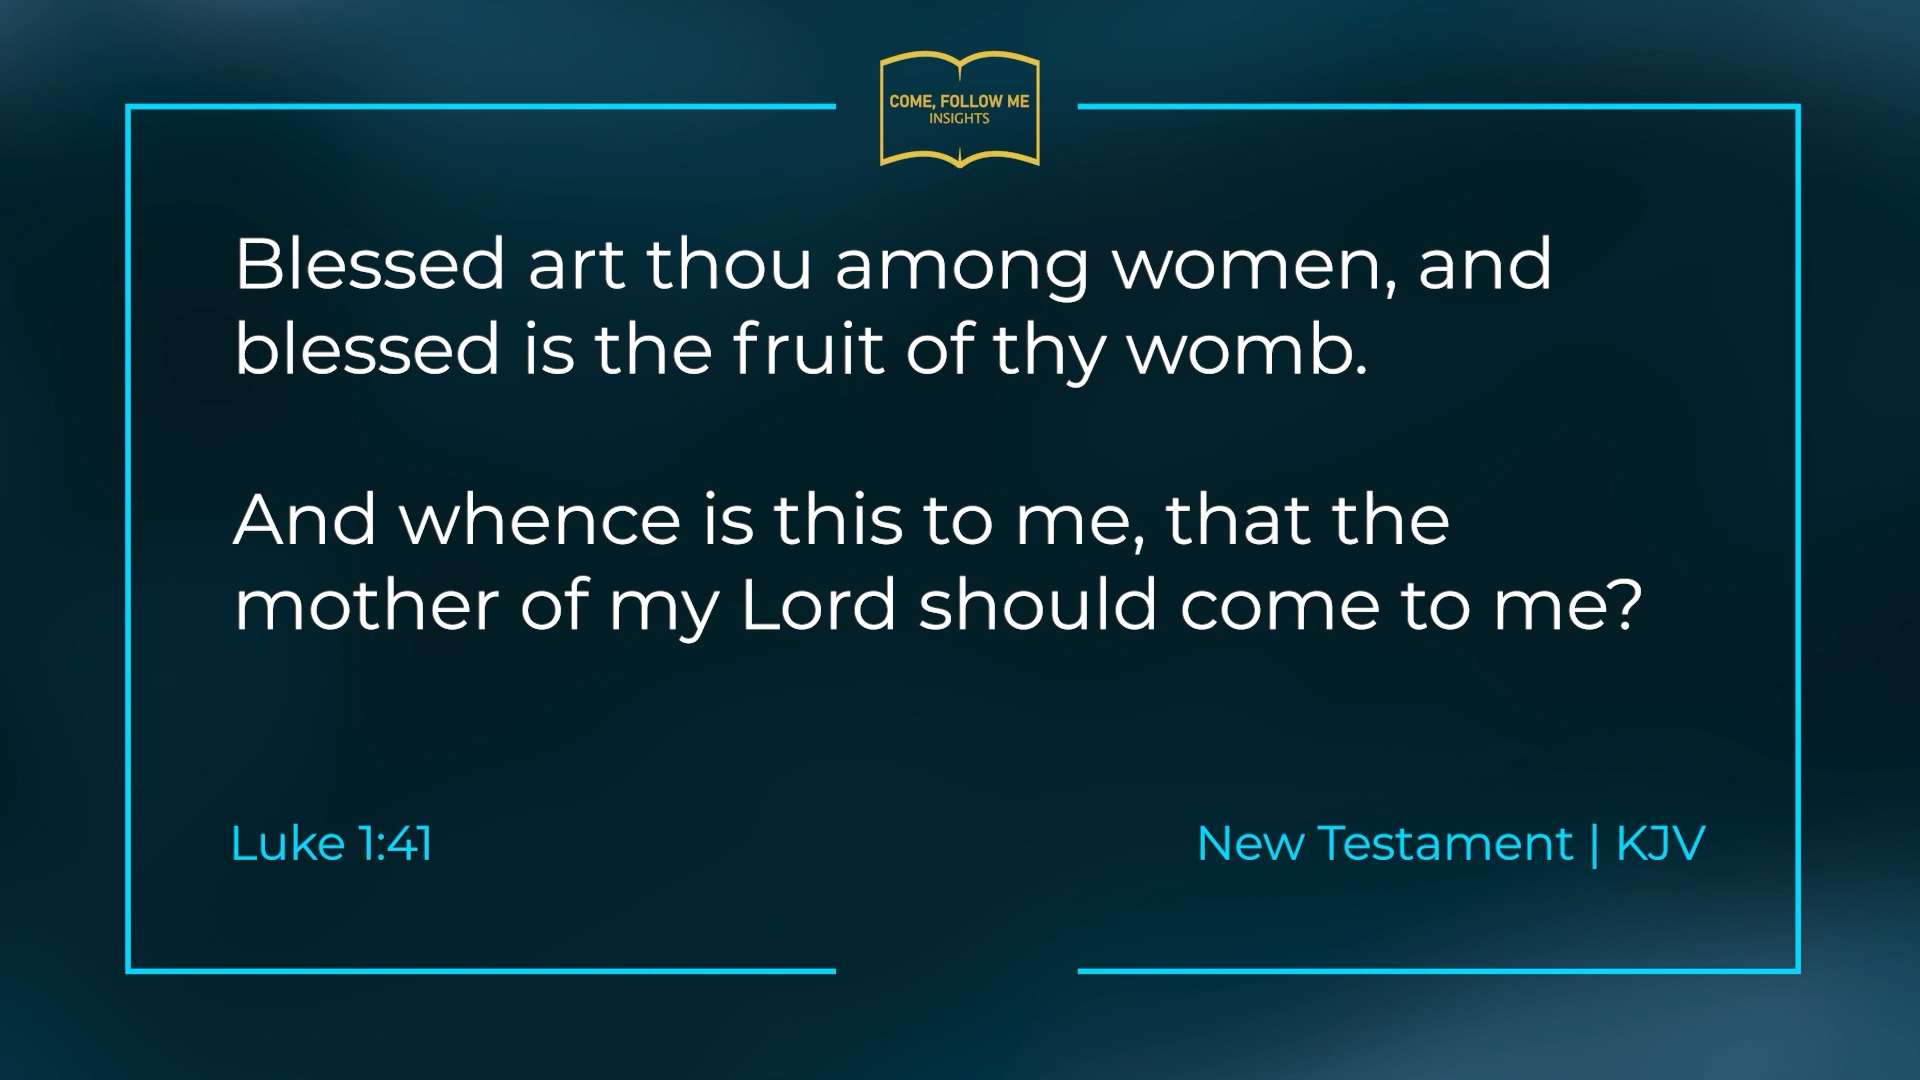 COME, FOLLOW ME
INSIGHTS
Blessed art thou among women, and
blessed is the fruit of thy womb.
And whence is this to me, that the
mother of my Lord should come to me?
Luke 1:41
New Testament | KJV